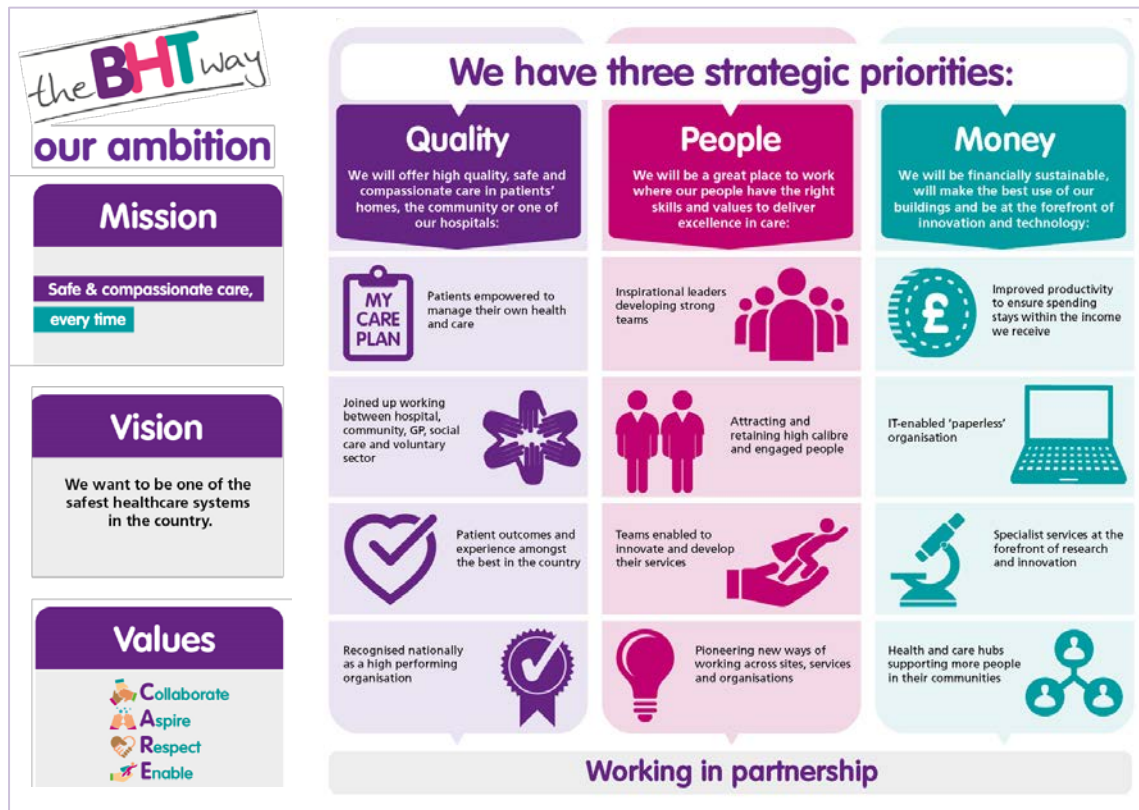 the BHT way
our ambition
Mission
Safe & compassionate care,
every time
Vision
We want to be one of the
safest healthcare systems
in the country.
Values
Collaborate
Aspire
Respect
Enable
We have three strategic priorities:
Quality
We will offer high quality, safe and
compassionate care in patients'
homes, the community or one of
our hospitals:
MY
CARE
PLAN
Patients empowered to
manage their own health
and care
Joined up working
between hospital,
community, GP, social
care and voluntary
sector
Patient outcomes and
experience amongst
the best in the country
Recognised nationally
as a high performing
organisation
People
We will be a great place to work
where our people have the right
skills and values to deliver
excellence in care:
Inspirational leaders
developing strong
teams
Attracting and
retaining high calibre
and engaged people
Teams enabled to
innovate and develop
their services
Pioneering new ways of
working across sites, services
and organisations
Money
We will be financially sustainable,
will make the best use of our
buildings and be at the forefront of
innovation and technology:
£
Improved productivity
to ensure spending
stays within the income
we receive
IT-enabled 'paperless'
organisation
Specialist services at the
forefront of research
and innovation
Health and care hubs
supporting more people
in their communities
Working in partnership